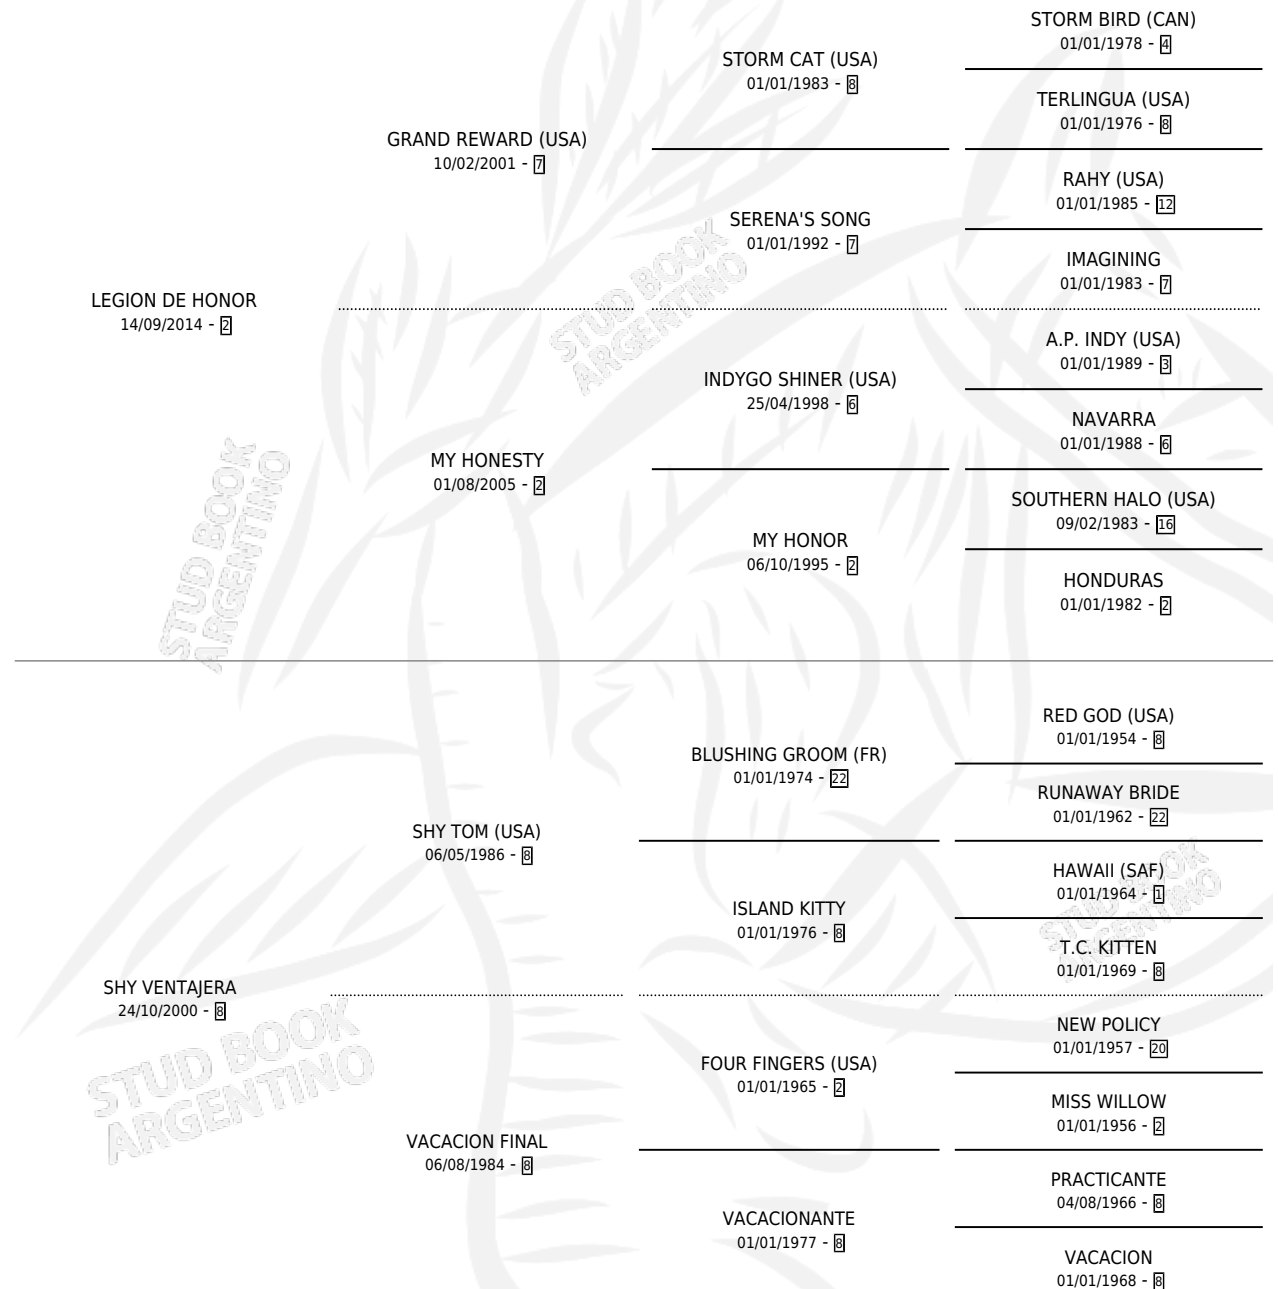 STORM BIRD (CAN)
01/01/1978 - 4
STORM CAT (USA)
01/01/1983 - 8
TERLINGUA (USA)
01/01/1976 - 8
GRAND REWARD (USA)
10/02/2001 - 7
RAHY (USA)
01/01/1985 - 12
SERENA'S SONG
01/01/1992 - 7
IMAGINING
01/01/1983 - 7
LEGION DE HONOR
14/09/2014 - 2
A.P. INDY (USA)
01/01/1989 - 3
INDYGO SHINER (USA)
25/04/1998 - 6
NAVARRA
01/01/1988 - 6
MY HONESTY
01/08/2005 - 2
SOUTHERN HALO (USA)
09/02/1983 - 16
MY HONOR
06/10/1995 - 2
HONDURAS
01/01/1982 - 2
STUD BOOK
ARGENTINO
STUD BOOK
ARGENTINO
RED GOD (USA)
01/01/1954 - 8
BLUSHING GROOM (FR)
01/01/1974 - 22
RUNAWAY BRIDE
01/01/1962 - 22
SHY TOM (USA)
06/05/1986 - 8
HAWAII (SAF)
01/01/1964 - 1
ISLAND KITTY
01/01/1976 - 8
T.C. KITTEN
01/01/1969 - 8
SHY VENTAJERA
24/10/2000 - 8
NEW POLICY
01/01/1957 - 20
FOUR FINGERS (USA)
01/01/1965 - 2
MISS WILLOW
01/01/1956 - 2
VACACION FINAL
06/08/1984 - 8
PRACTICANTE
04/08/1966 - 8
VACACIONANTE
01/01/1977 - 8
VACACION
01/01/1968 - 8
STUD BOOK
ARGENTINO
STUD BOOK
ARGENTINO